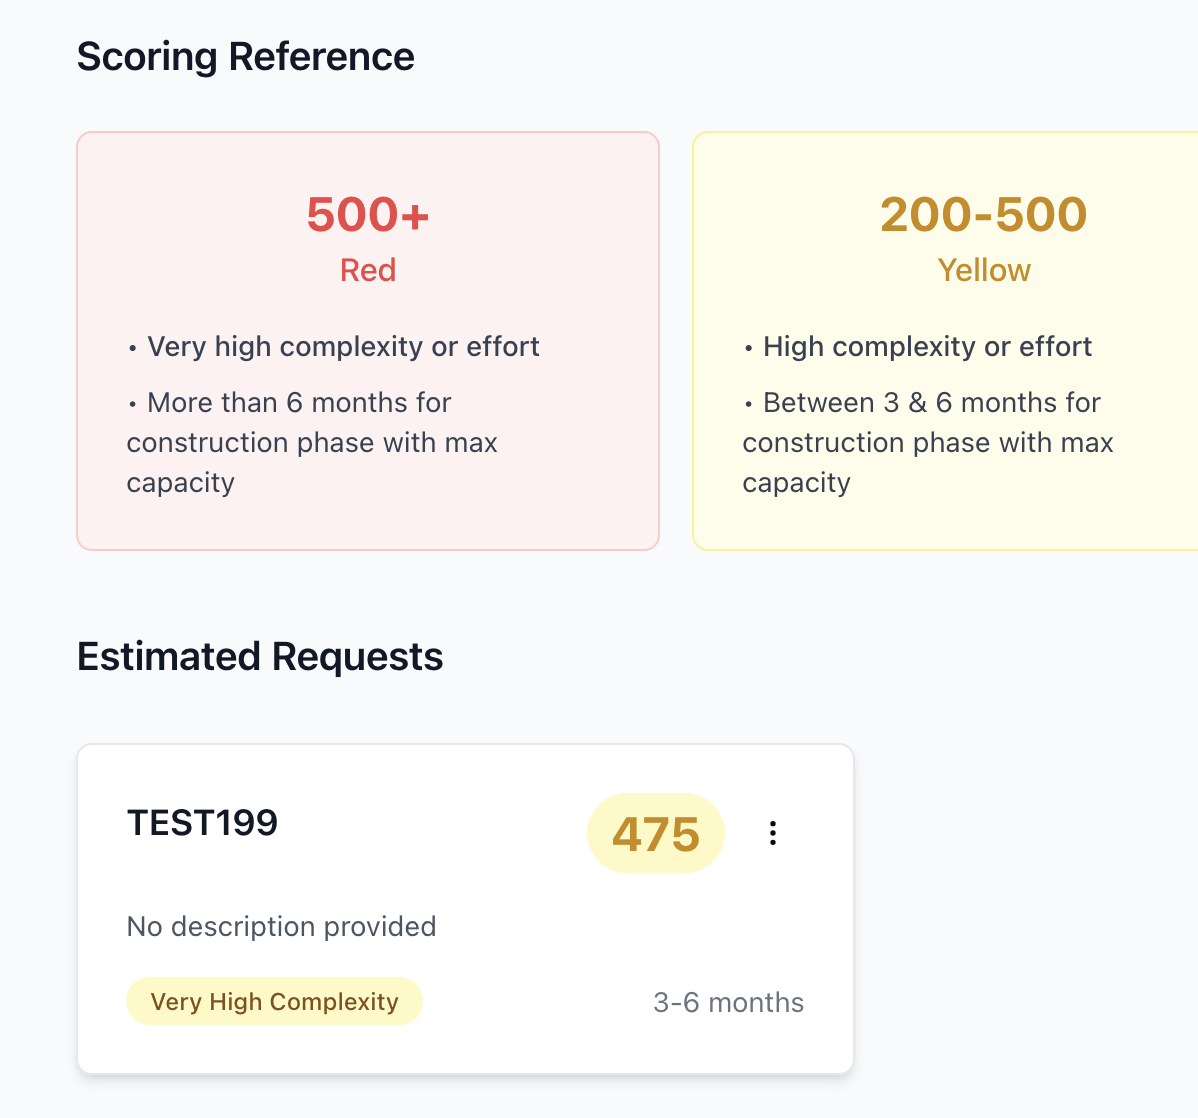 Scoring Reference
500+
Red
• Very high complexity or effort
• More than 6 months for
construction phase with max
capacity
200-500
Yellow
• High complexity or effort
• Between 3 & 6 months for
construction phase with max
capacity
Estimated Requests
TEST199
475
No description provided
Very High Complexity
3-6 months